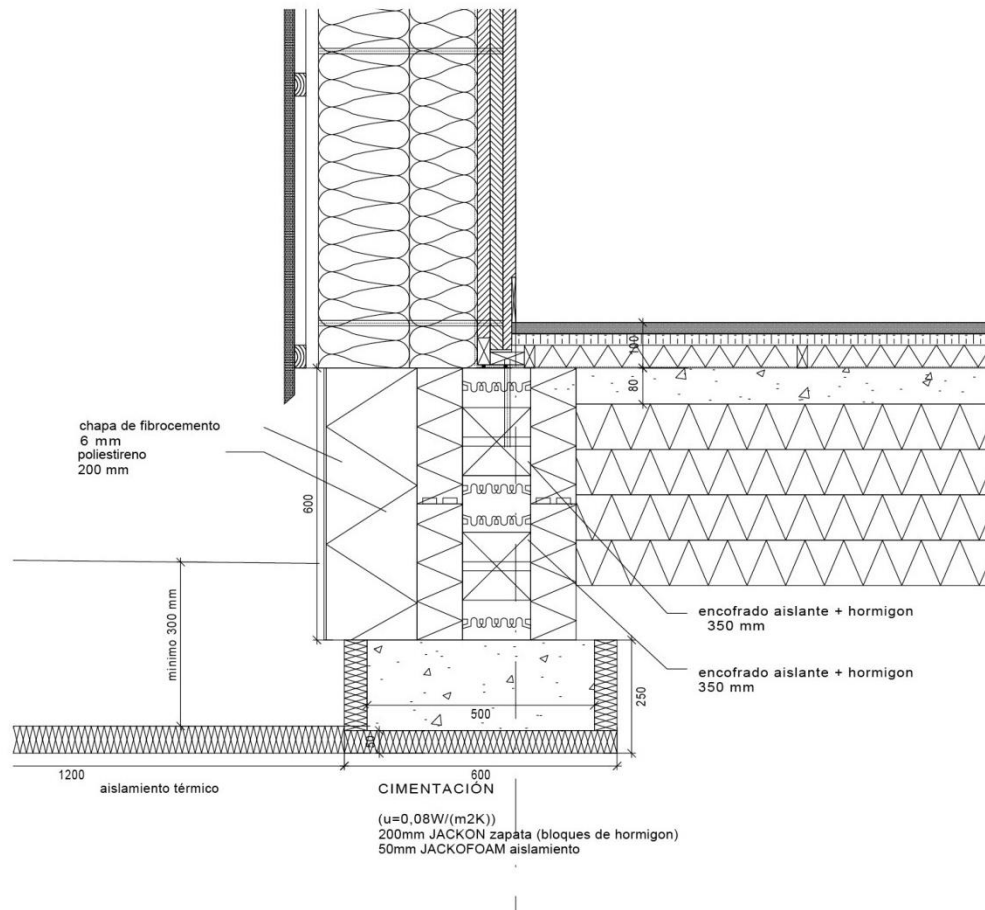 100
80
chapa de fibrocemento
6 mm
poliestireno
200 mm
600
minimo 300 mm
encofrado aislante + hormigon
350 mm
encofrado aislante + hormigon
350 mm
500
250
50
1200
600
aislamiento térmico
CIMENTACIÓN
(u=0,08W/(m2K))
200mm JACKON zapata (bloques de hormigon)
50mm JACKOFOAM aislamiento